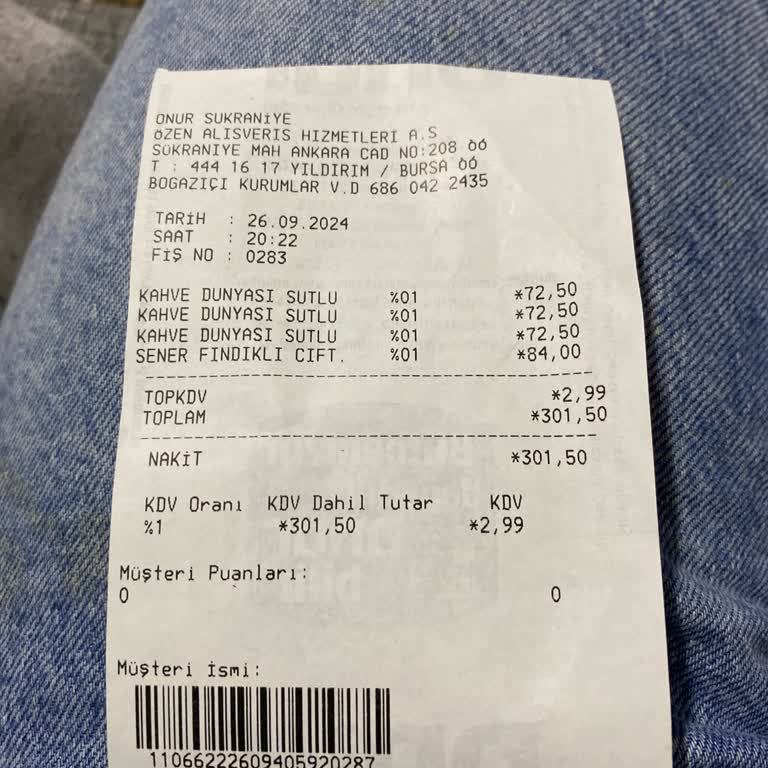 ONUR SUKRANİYE
ÖZEN ALISVERIS HIZMETLERI A.S
SUKRANIYE MAH ANKARA CAD NO:208 ÖÖ
T : 444 16 17 YILDIRIM / BURSA ÖÖ
BOGAZIÇI KURUMLAR V.D 686 042 2435
TARİH : 26.09.2024
SAAT : 20:22
FİŞ NO : 0283
KAHVE DUNYASI SUTLU %01 *72,50
KAHVE DUNYASI SUTLU %01 *72,50
KAHVE DUNYASI SUTLU %01 *72,50
SENER FINDIKLI CIFT. %01 *84,00
TOPKDV *2,99
TOPLAM *301,50
NAKİT *301,50
KDV Oranı KDV Dahil Tutar KDV
%1 *301,50 *2,99
Müşteri Puanları:
0 0
Müşteri İsmi:
11066222609405920287